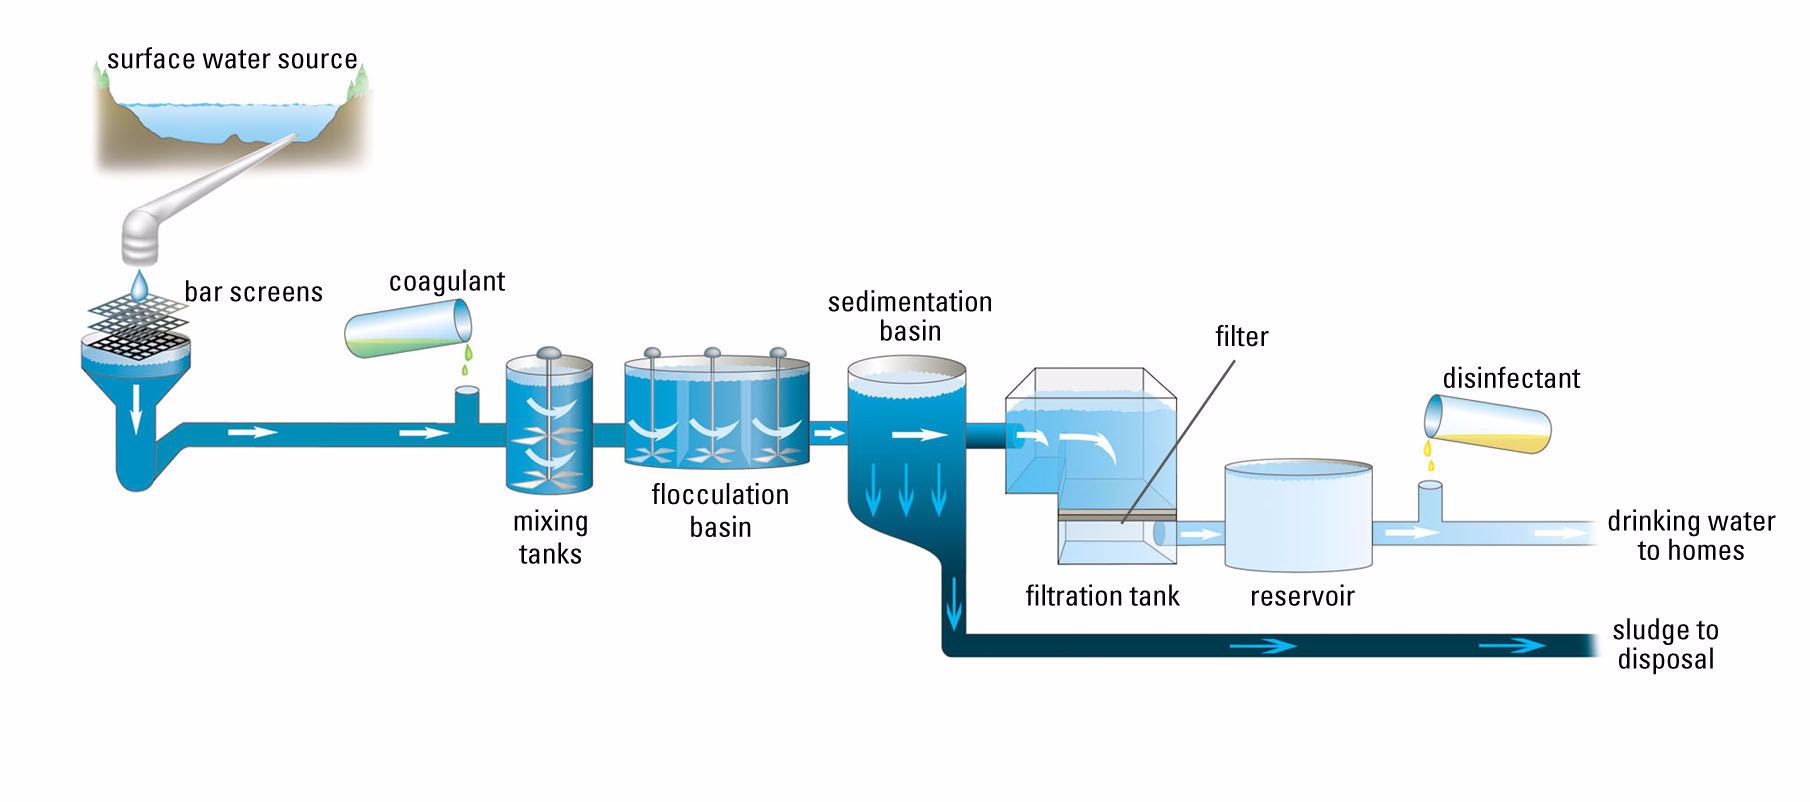 surface water source
bar screens
coagulant
mixing
tanks
flocculation
basin
sedimentation
basin
filter
filtration tank
reservoir
disinfectant
drinking water
to homes
sludge to
disposal